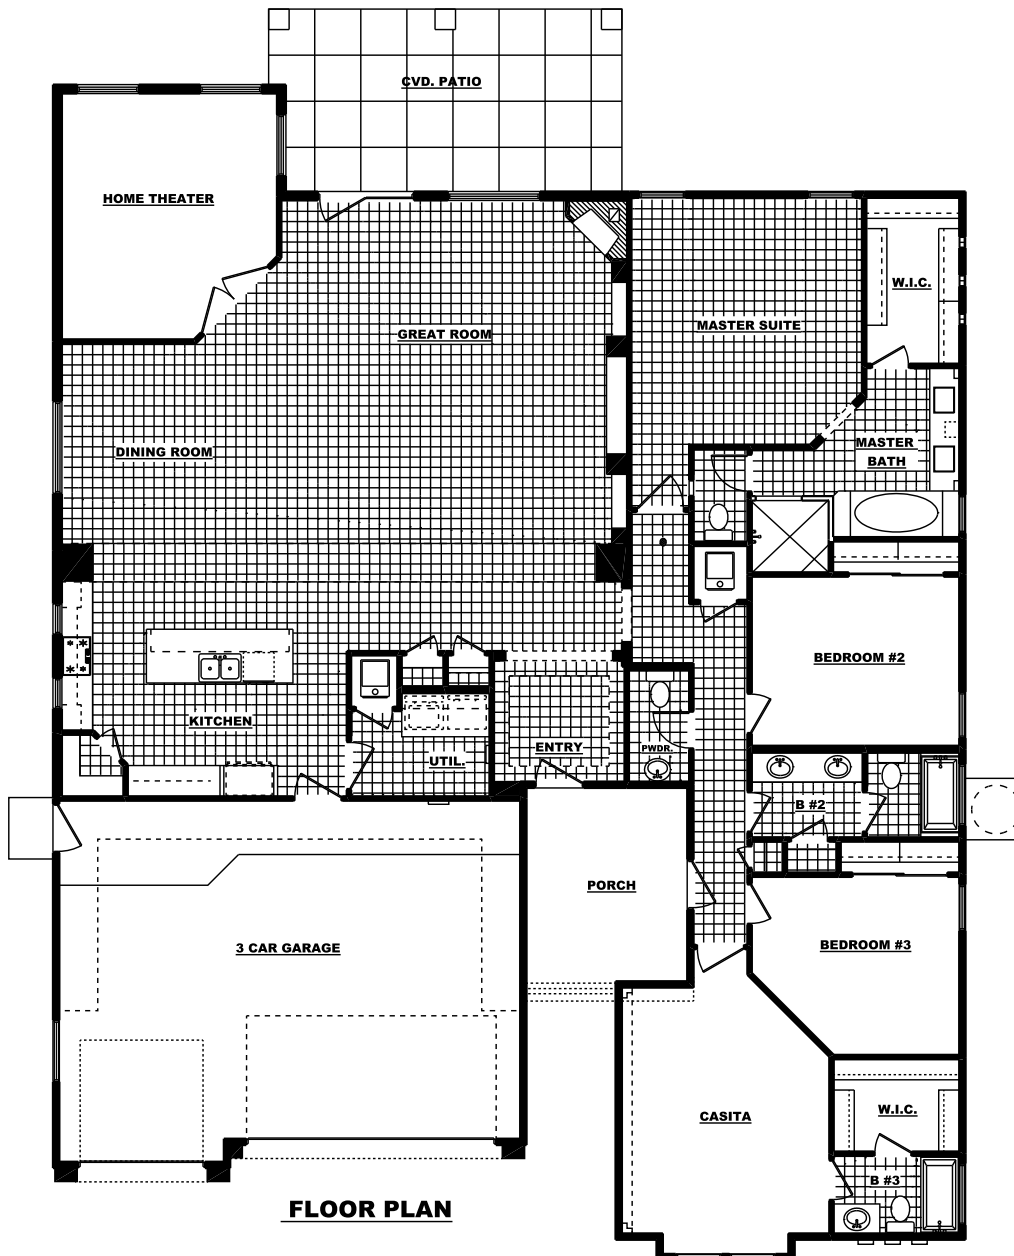 CVD. PATIO
HOME THEATER
W.I.C.
MASTER SUITE
GREAT ROOM
MASTER
BATH
DINING ROOM
BEDROOM #2
KITCHEN
ENTRY
PWDR.
UTIL.
B #2
PORCH
3 CAR GARAGE
BEDROOM #3
CASITA
W.I.C.
B #3
FLOOR PLAN